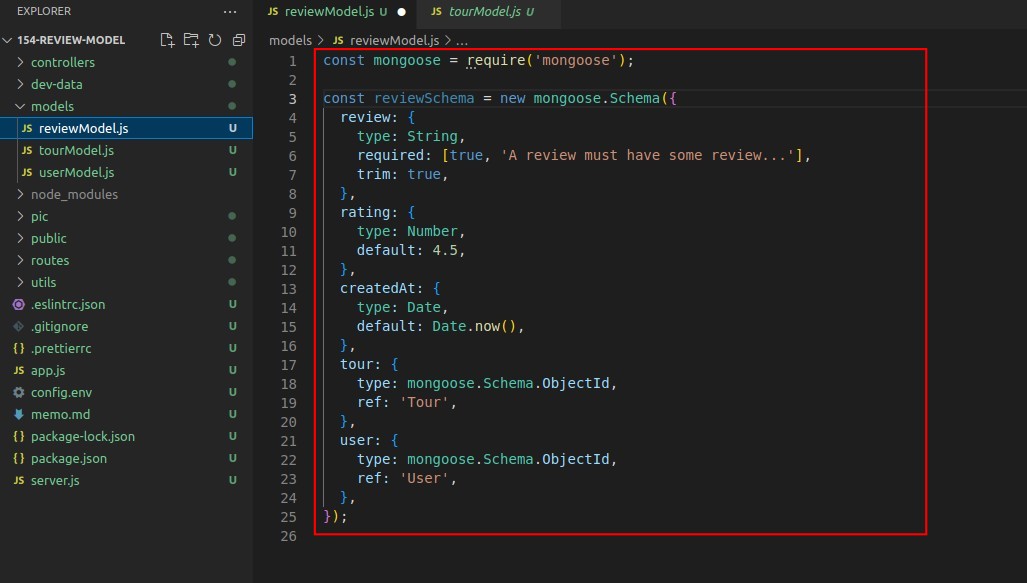 EXPLORER ...
154-REVIEW-MODEL
controllers
dev-data
models
JS reviewModel.js U
JS tourModel.js U
JS userModel.js U
node_modules
pic
public
routes
utils
.eslintrc.json U
.gitignore U
{} .prettierrc U
JS app.js U
config.env U
memo.md U
{} package-lock.json U
{} package.json U
JS server.js U
JS reviewModel.js U ● JS tourModel.js U
models > JS reviewModel.js > ...
1 const mongoose = require('mongoose');
2
3 const reviewSchema = new mongoose.Schema({
4 review: {
5 type: String,
6 required: [true, 'A review must have some review...'],
7 trim: true,
8 },
9 rating: {
10 type: Number,
11 default: 4.5,
12 },
13 createdAt: {
14 type: Date,
15 default: Date.now(),
16 },
17 tour: {
18 type: mongoose.Schema.ObjectId,
19 ref: 'Tour',
20 },
21 user: {
22 type: mongoose.Schema.ObjectId,
23 ref: 'User',
24 },
25 });
26